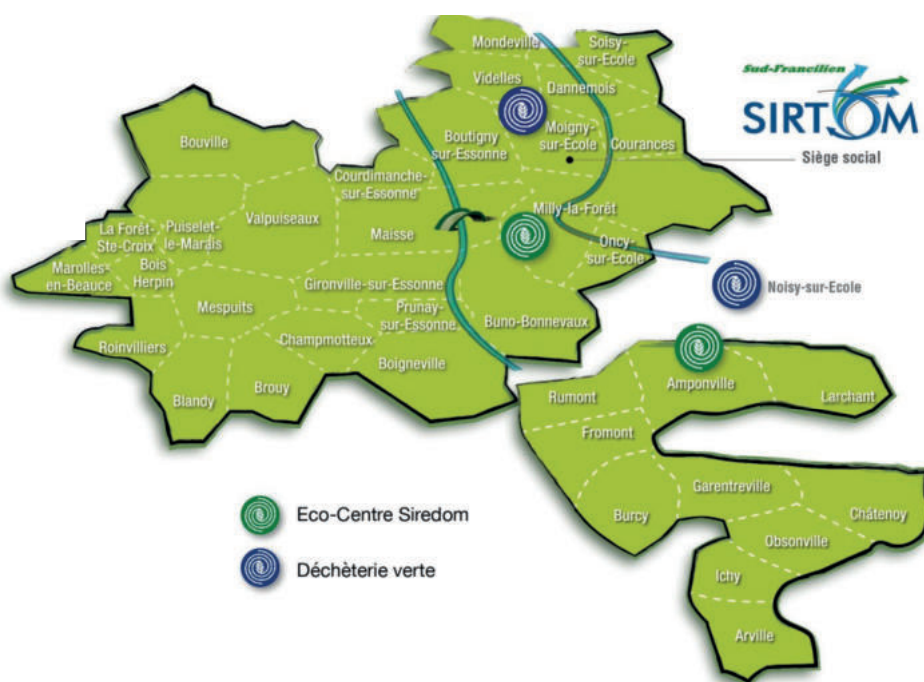 Mondeville
Soisy-
sur-Ecole
Sud-Francilien
SIRTOM
Siège social
Videlles
Dannemois
Bouville
Boutigny
sur-Essonne
Moigny-
sur-Ecole
Courances
Courdimanche-
sur-Essonne
Valpuiseaux
Milly-la-Forêt
La Forêt-
Ste-Croix
Puiselet-
le-Marais
Maisse
Oncy-
sur-Ecole
Marolles-
en-Beauce
Bois
Herpin
Gironville-sur-Essonne
Noisy-sur-Ecole
Mespuits
Prunay-
sur-Essonne
Buno-Bonnevaux
Roinvilliers
Champmotteux
Boigneville
Blandy
Brouy
Rumont
Amponville
Larchant
Fromont
Garentreville
Burcy
Châtenoy
Obsonville
Ichy
Arville
Eco-Centre Siredom
Déchèterie verte